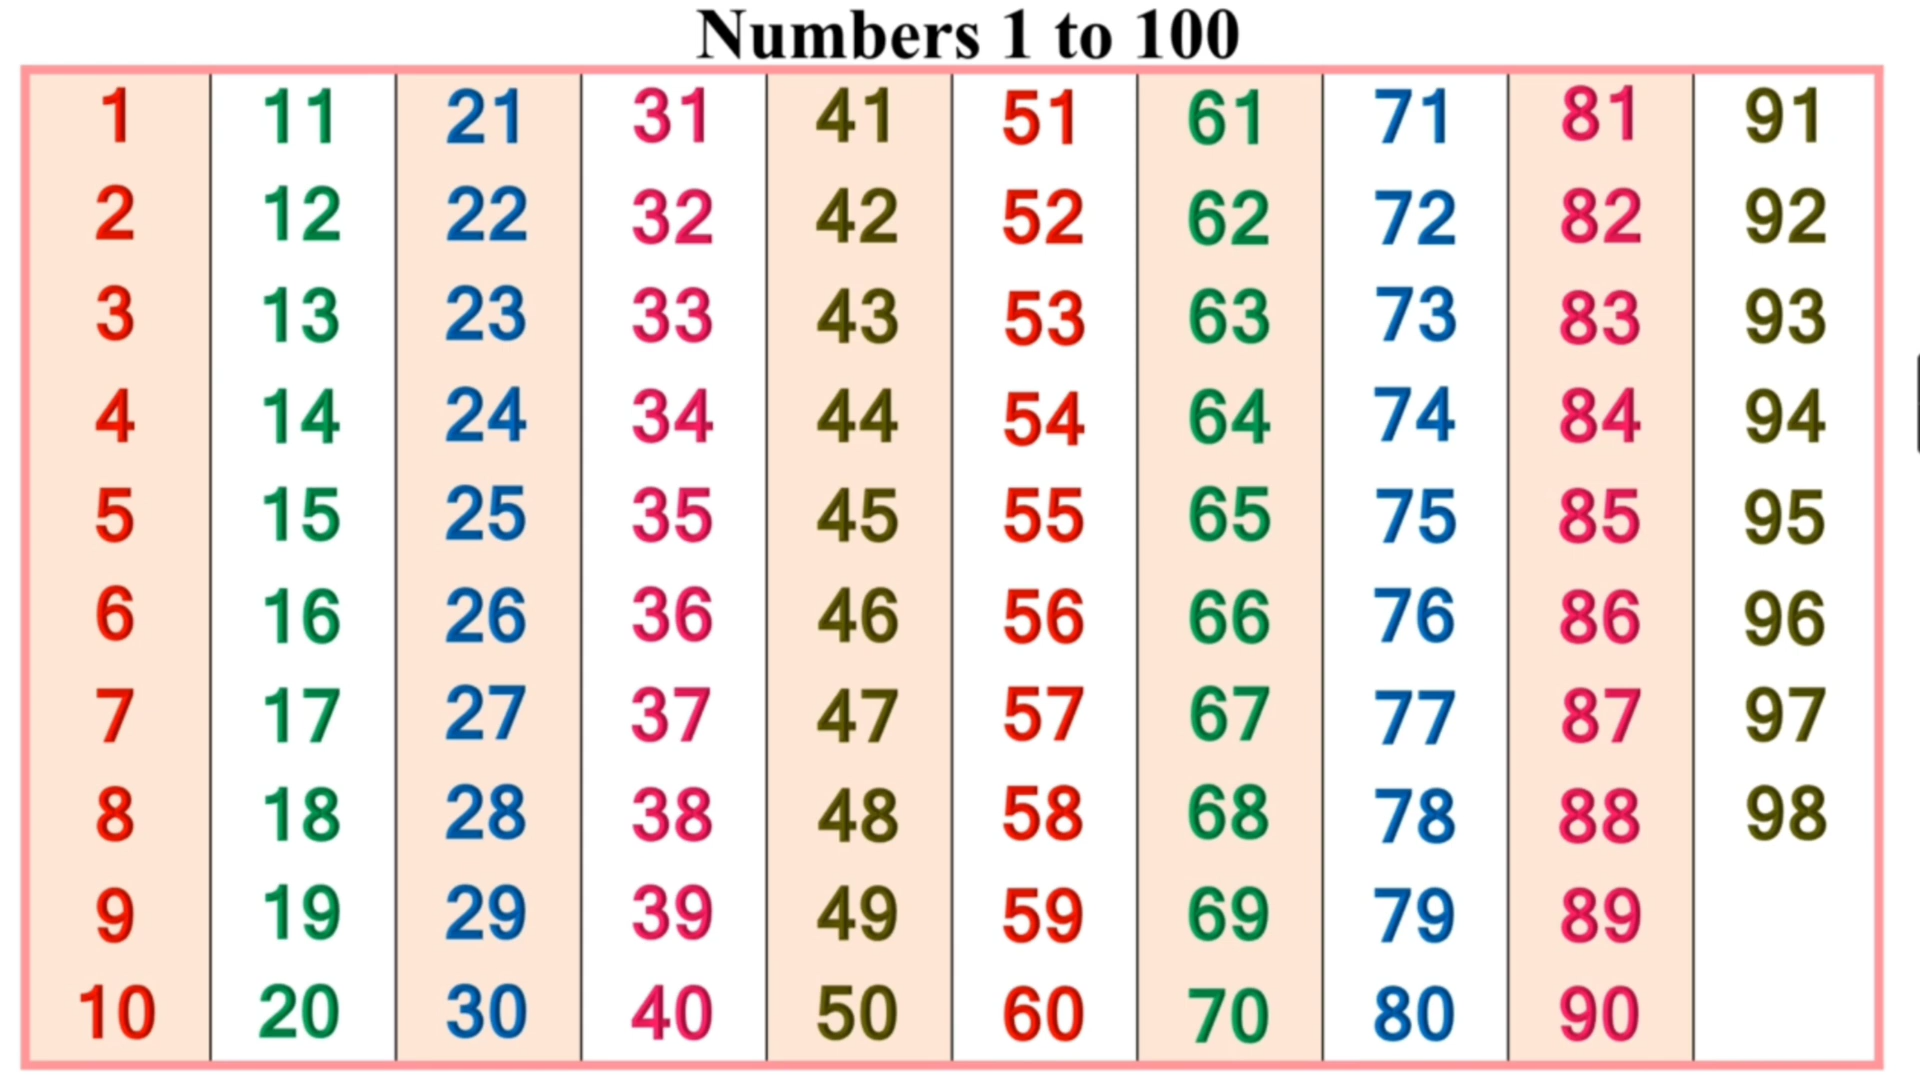 Numbers 1 to 100
1 11 21 31 41 51 61 71 81 91
2 12 22 32 42 52 62 72 82 92
3 13 23 33 43 53 63 73 83 93
4 14 24 34 44 54 64 74 84 94
5 15 25 35 45 55 65 75 85 95
6 16 26 36 46 56 66 76 86 96
7 17 27 37 47 57 67 77 87 97
8 18 28 38 48 58 68 78 88 98
9 19 29 39 49 59 69 79 89
10 20 30 40 50 60 70 80 90